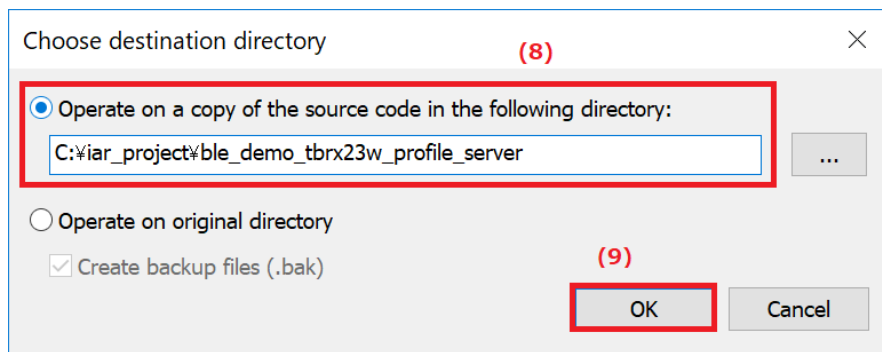 Choose destination directory
(8)
Operate on a copy of the source code in the following directory:
C:¥iar_project¥ble_demo_tbrx23w_profile_server
...
Operate on original directory
Create backup files (.bak)
(9)
OK
Cancel